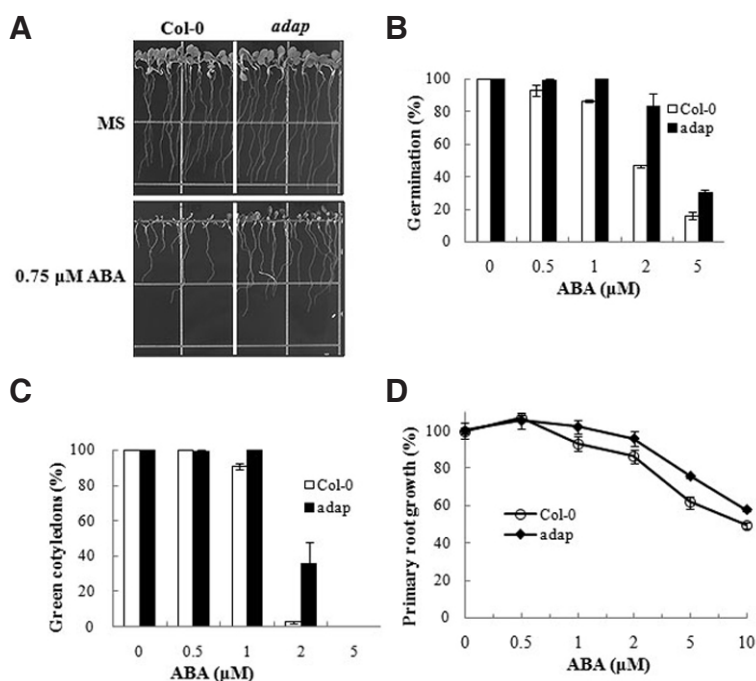 A
Col-0 adap
MS
0.75 µM ABA
B
Germination (%)
100
80
60
40
20
0
Col-0
adap
0 0.5 1 2 5
ABA (µM)
C
Green cotyledons (%)
100
80
60
40
20
0
Col-0
adap
0 0.5 1 2 5
ABA (µM)
D
Primary root growth (%)
100
80
60
40
20
0
Col-0
adap
0 0.5 1 2 5 10
ABA (µM)